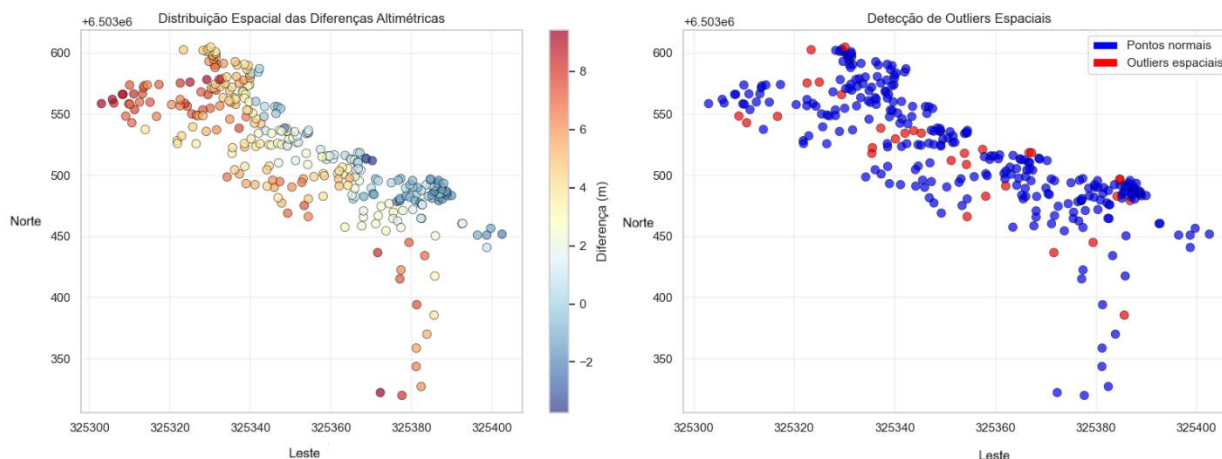 Distribuição Espacial das Diferenças Altimétricas
+6.503e6
600
550
500
450
400
350
Norte
325300
325320
325340
325360
325380
325400
Leste
8
6
4
2
0
−2
Diferença (m)
Detecção de Outliers Espaciais
+6.503e6
Pontos normais
Outliers espaciais
600
550
500
450
400
350
Norte
325300
325320
325340
325360
325380
325400
Leste